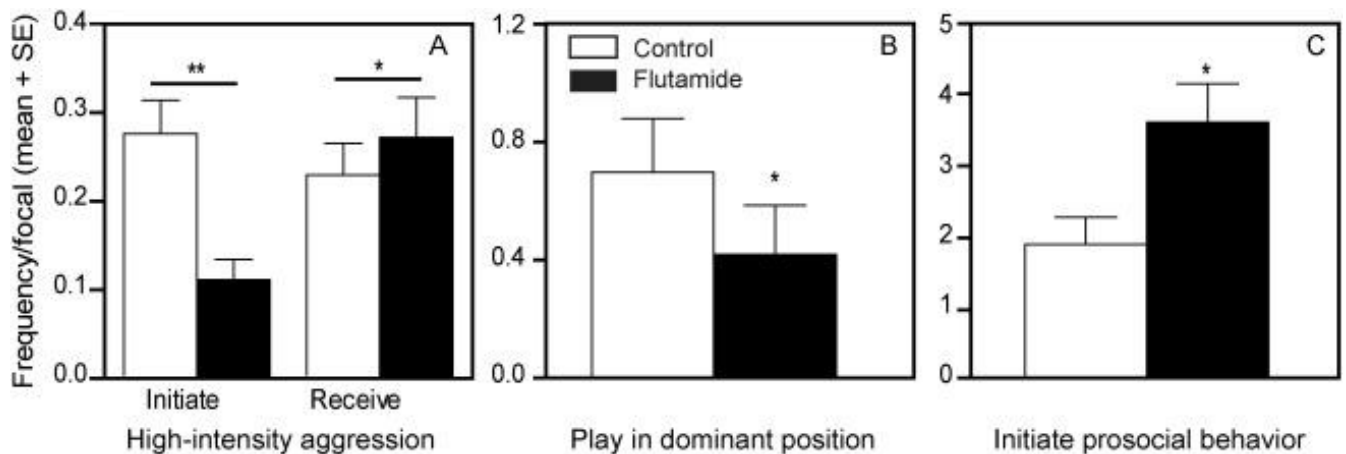 Frequency/focal (mean + SE)
0.4
0.3
0.2
0.1
0.0
A
**
*
Initiate
Receive
High-intensity aggression
1.2
0.8
0.4
0.0
B
Control
Flutamide
*
Play in dominant position
5
4
3
2
1
0
C
*
Initiate prosocial behavior